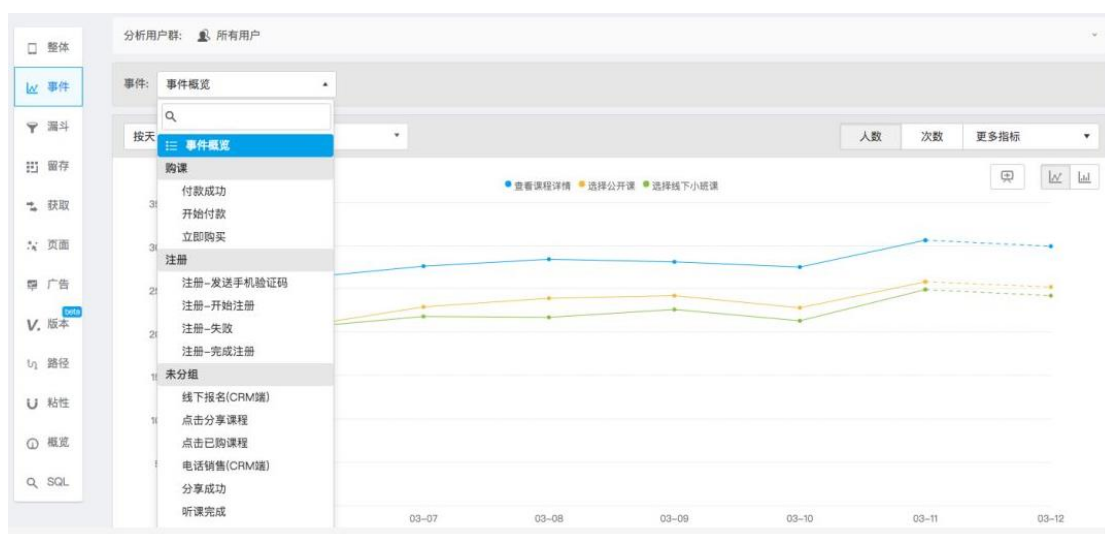 分析用户群: 所有用户
整体
事件
漏斗
留存
获取
页面
广告
beta
V. 版本
路径
粘性
概览
SQL
事件: 事件概览
事件概览
购课
付款成功
开始付款
立即购买
注册
注册-发送手机验证码
注册-开始注册
注册-失败
注册-完成注册
未分组
线下报名(CRM端)
点击分享课程
点击已购课程
电话销售(CRM端)
分享成功
听课完成
按天
人数 次数 更多指标
查看课程详情 选择公开课 选择线下小班课
03-07 03-08 03-09 03-10 03-11 03-12